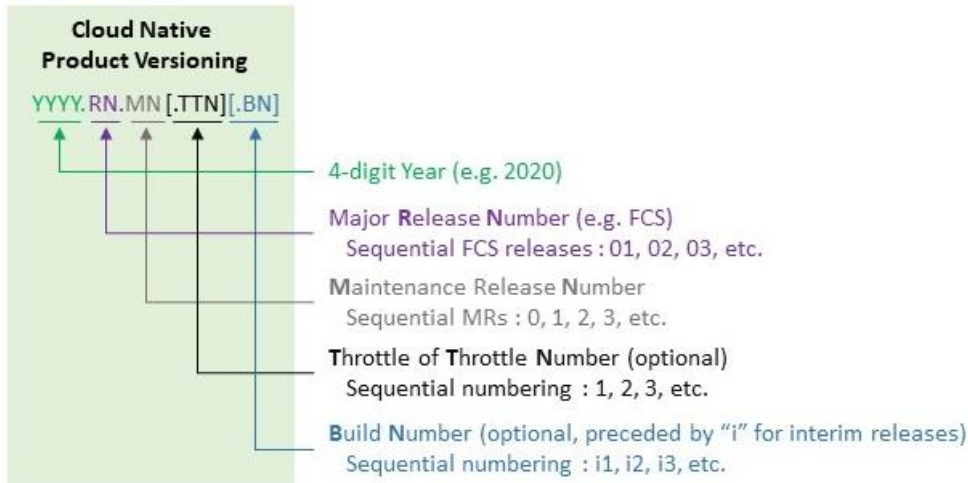 Cloud Native
Product Versioning
YYYY.RN.MN[.TTN][.BN]
4-digit Year (e.g. 2020)
Major Release Number (e.g. FCS)
Sequential FCS releases : 01, 02, 03, etc.
Maintenance Release Number
Sequential MRs : 0, 1, 2, 3, etc.
Throttle of Throttle Number (optional)
Sequential numbering : 1, 2, 3, etc.
Build Number (optional, preceded by “i” for interim releases)
Sequential numbering : i1, i2, i3, etc.